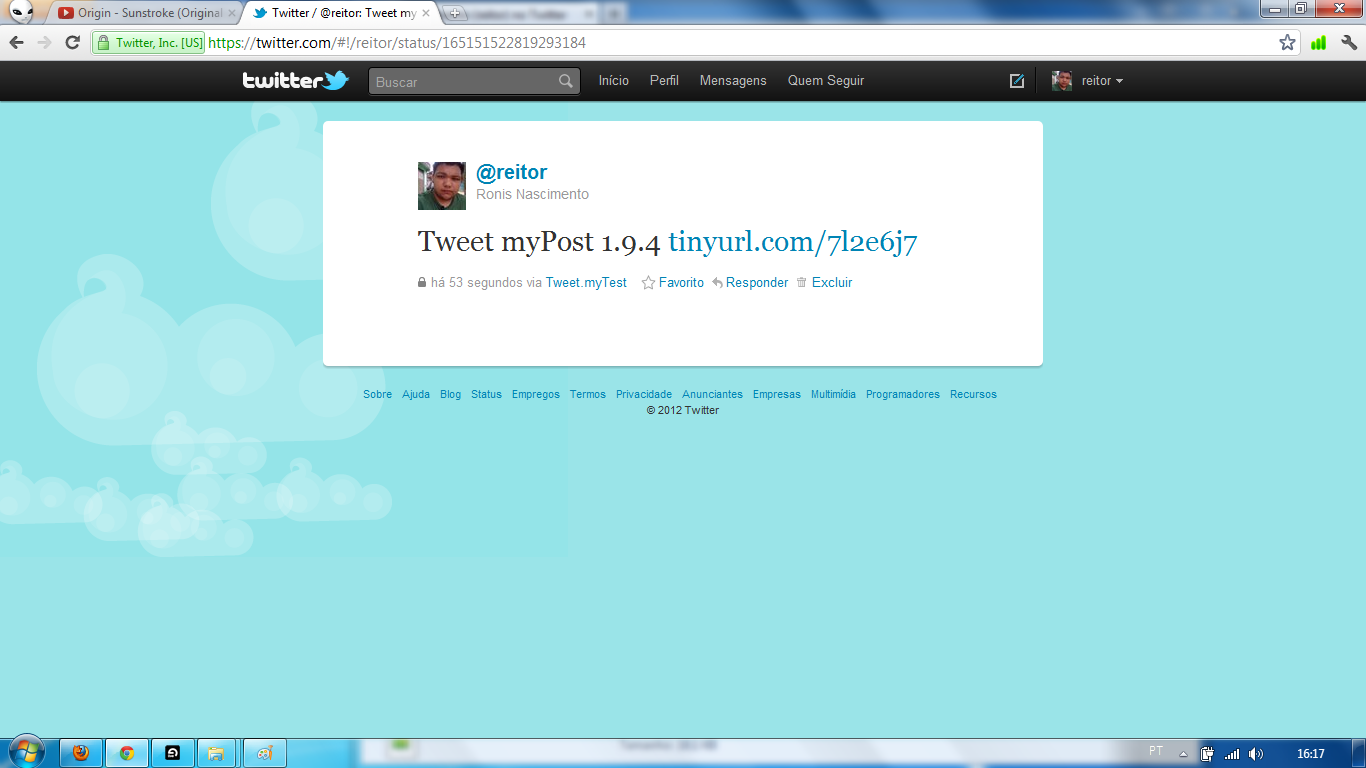 Origin - Sunstroke (Original
Twitter / @reitor: Tweet my
Twitter, Inc. [US] https://twitter.com/#!/reitor/status/165151522819293184
twitter Buscar Início Perfil Mensagens Quem Seguir reitor
@reitor
Ronis Nascimento
Tweet myPost 1.9.4 tinyurl.com/7l2e6j7
há 53 segundos via Tweet.myTest Favorito Responder Excluir
Sobre Ajuda Blog Status Empregos Termos Privacidade Anunciantes Empresas Multimídia Programadores Recursos
© 2012 Twitter
PT 16:17